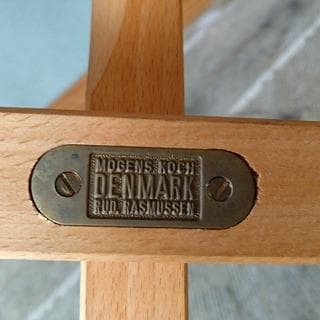 MOGENS KOCH
DENMARK
RUD. RASMUSSEN